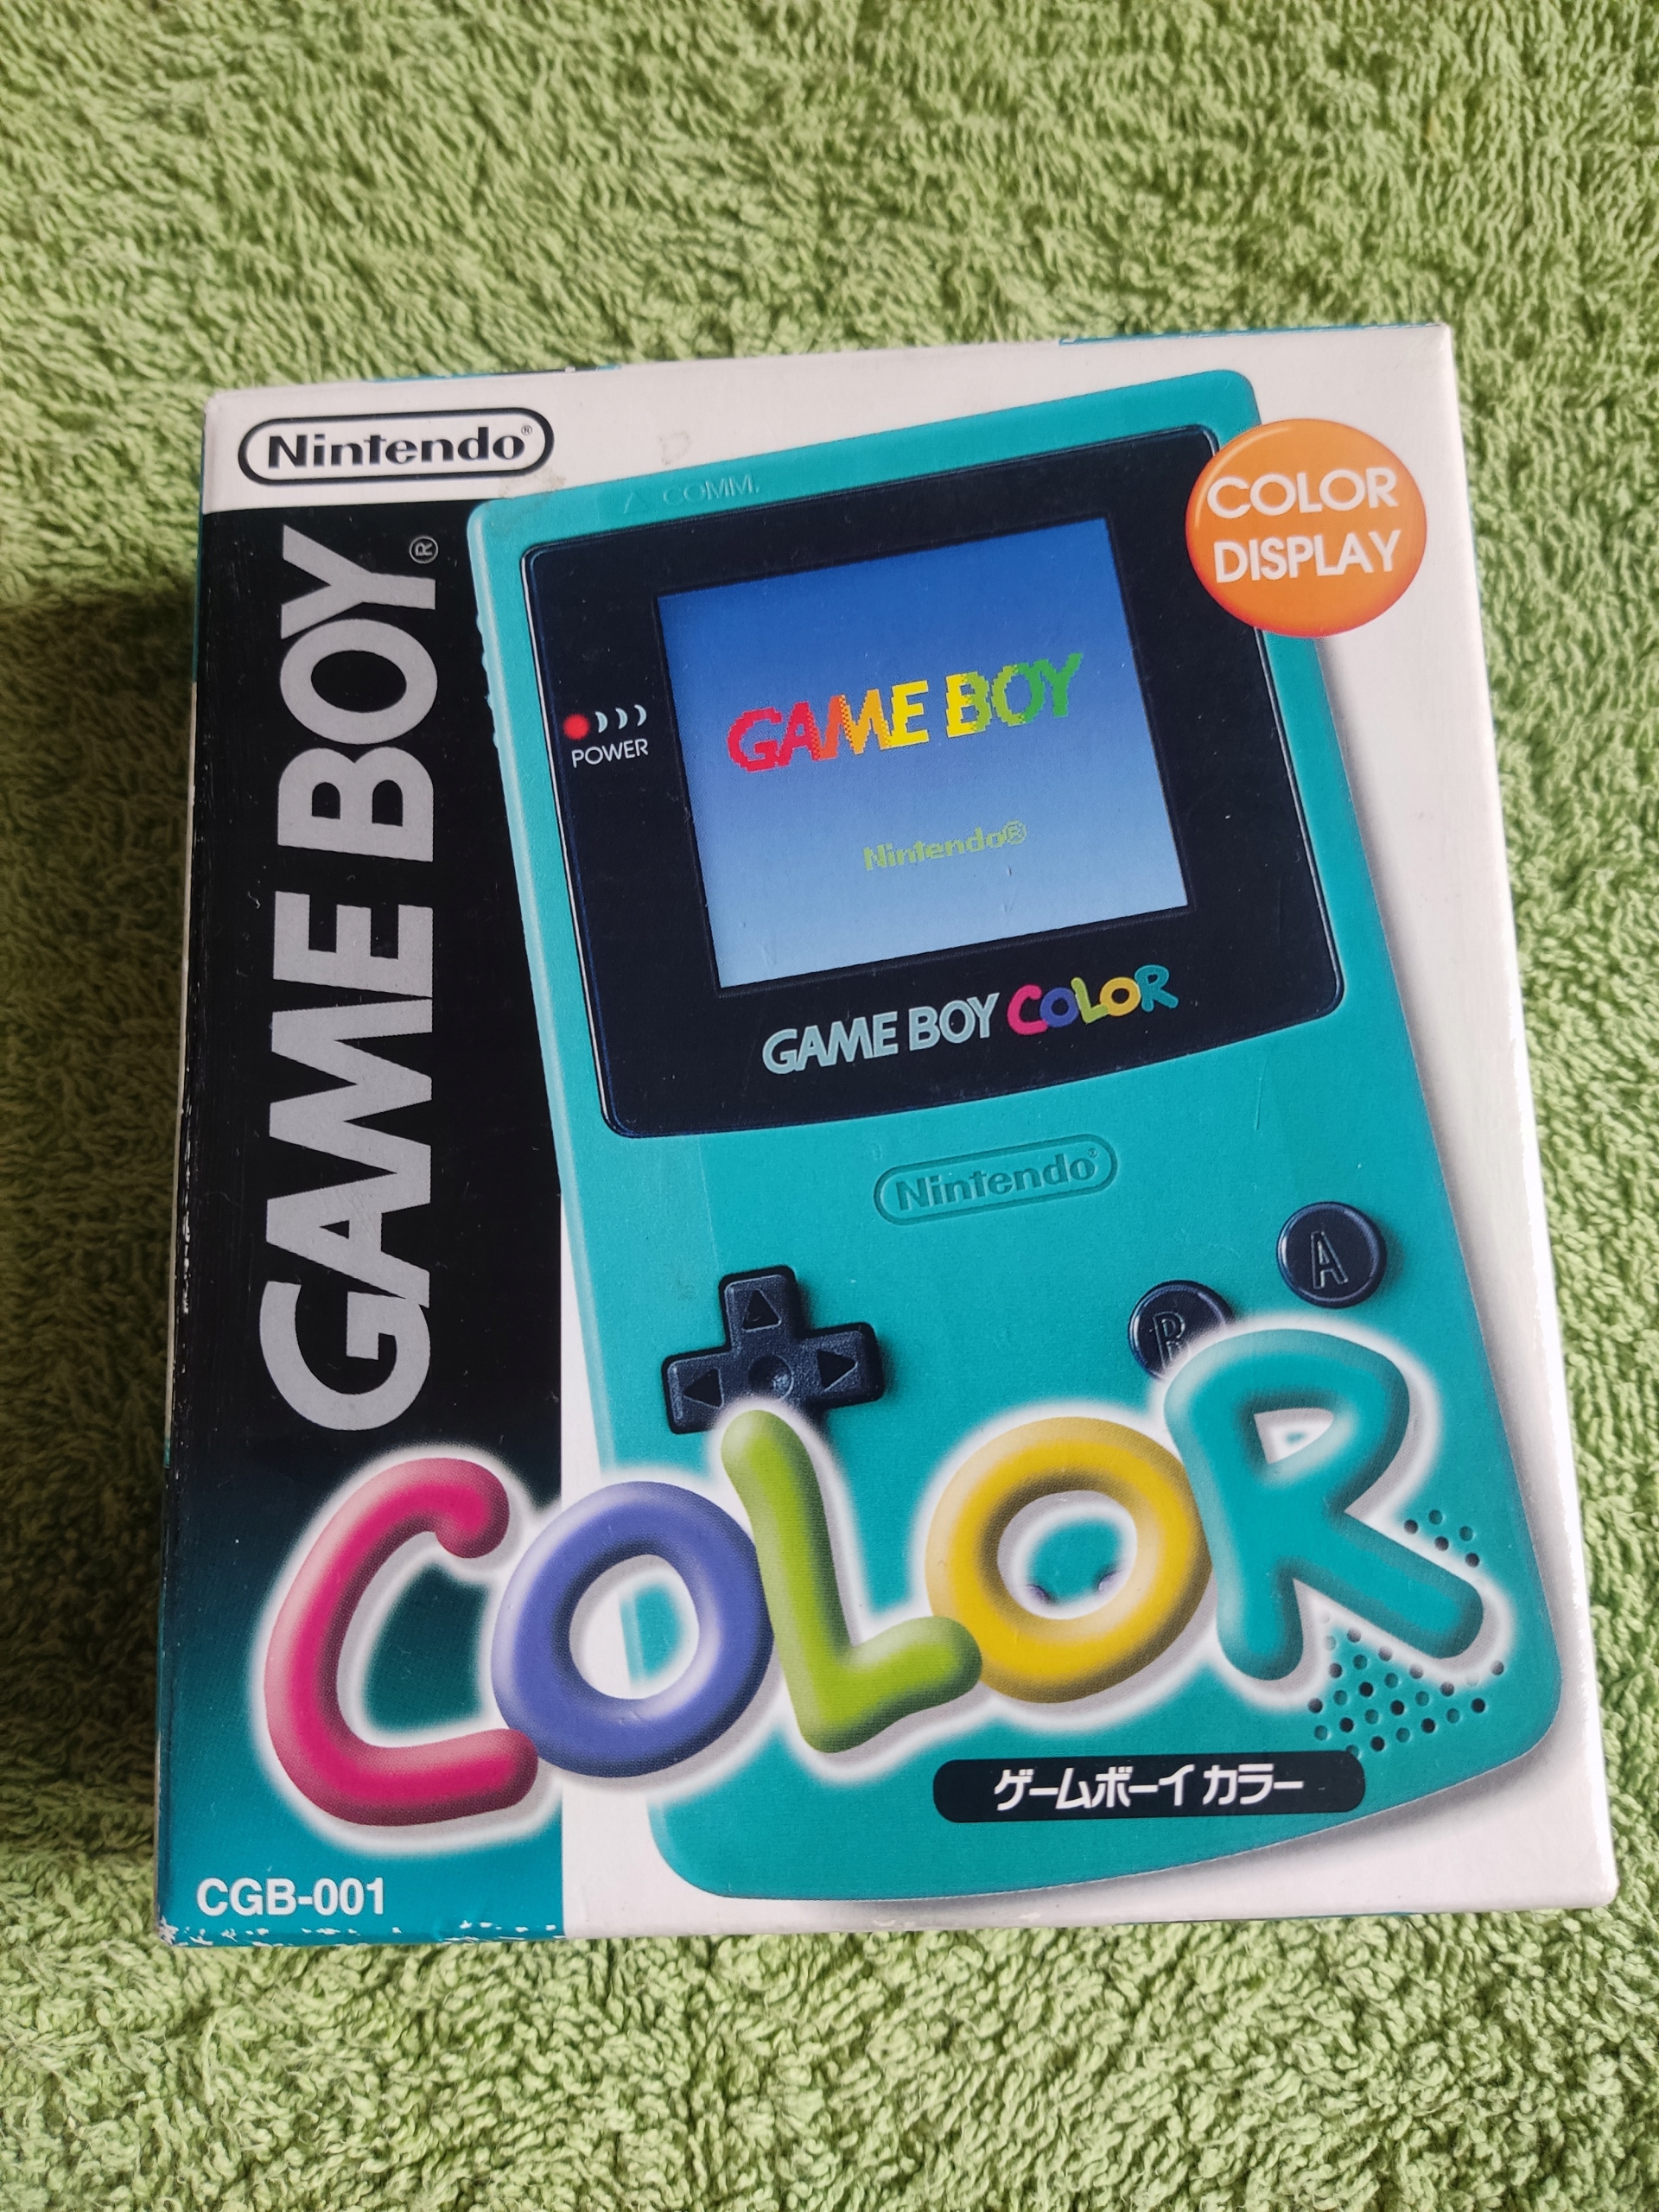 Nintendo®
GAME BOY®
COMM.
COLOR
DISPLAY
POWER
GAME BOY
Nintendo®
GAME BOY COLOR
Nintendo®
A
B
COLOR
ゲームボーイ カラー
CGB-001